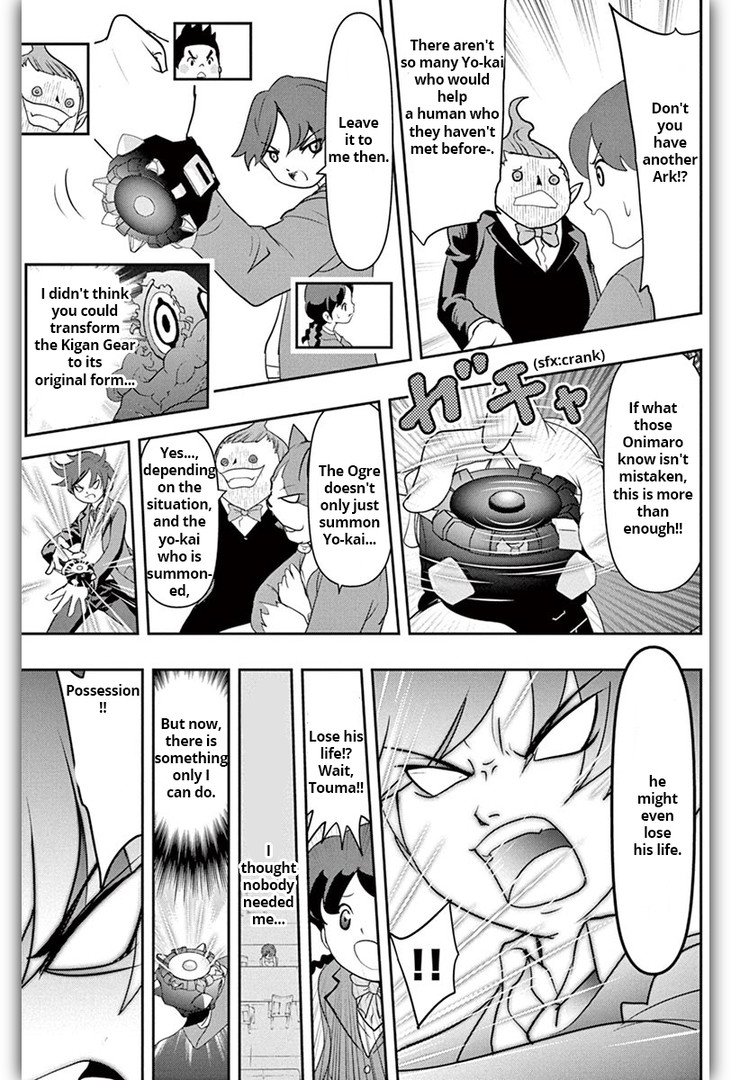 Don't
you
have
another
Ark!?
There aren't
so many Yo-kai
who would
help
a human who
they haven't
met before-.
Leave
it to
me then.
I didn't think
you could
transform
the Kigan Gear
to its
original form...
If what
those
Onimaro
know isn't
mistaken,
this is more
than
enough!!
ガチャ
(sfx:crank)
The Ogre
doesn't
only just
summon
Yo-kai...
Yes...,
depending
on the
situation,
and the
yo-kai
who is
summon-
ed,
he
might
even
lose
his life.
!!
Lose his
life!?
Wait,
Touma!!
I
thought
nobody
needed
me...
But now,
there is
something
only I
can do.
Possession
!!